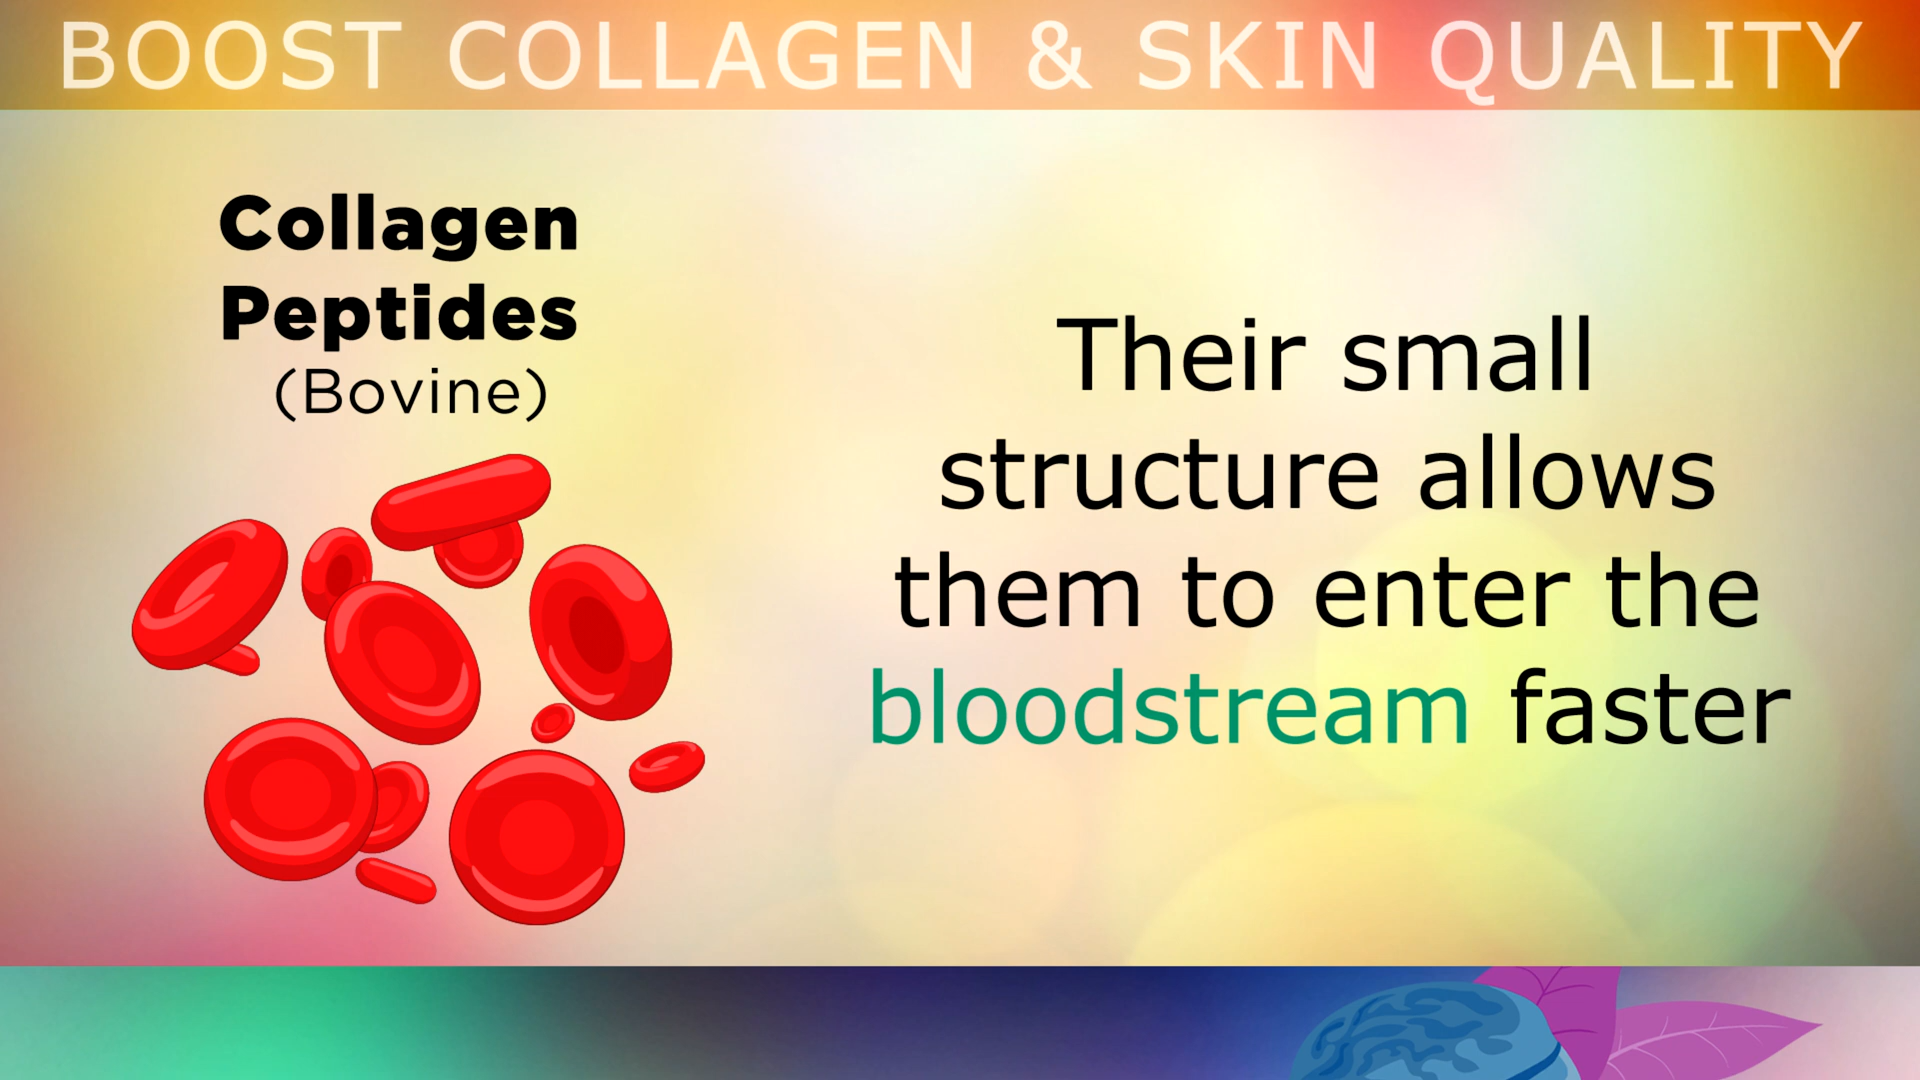 BOOST COLLAGEN & SKIN QUALITY
Collagen
Peptides
(Bovine)
Their small
structure allows
them to enter the
bloodstream faster